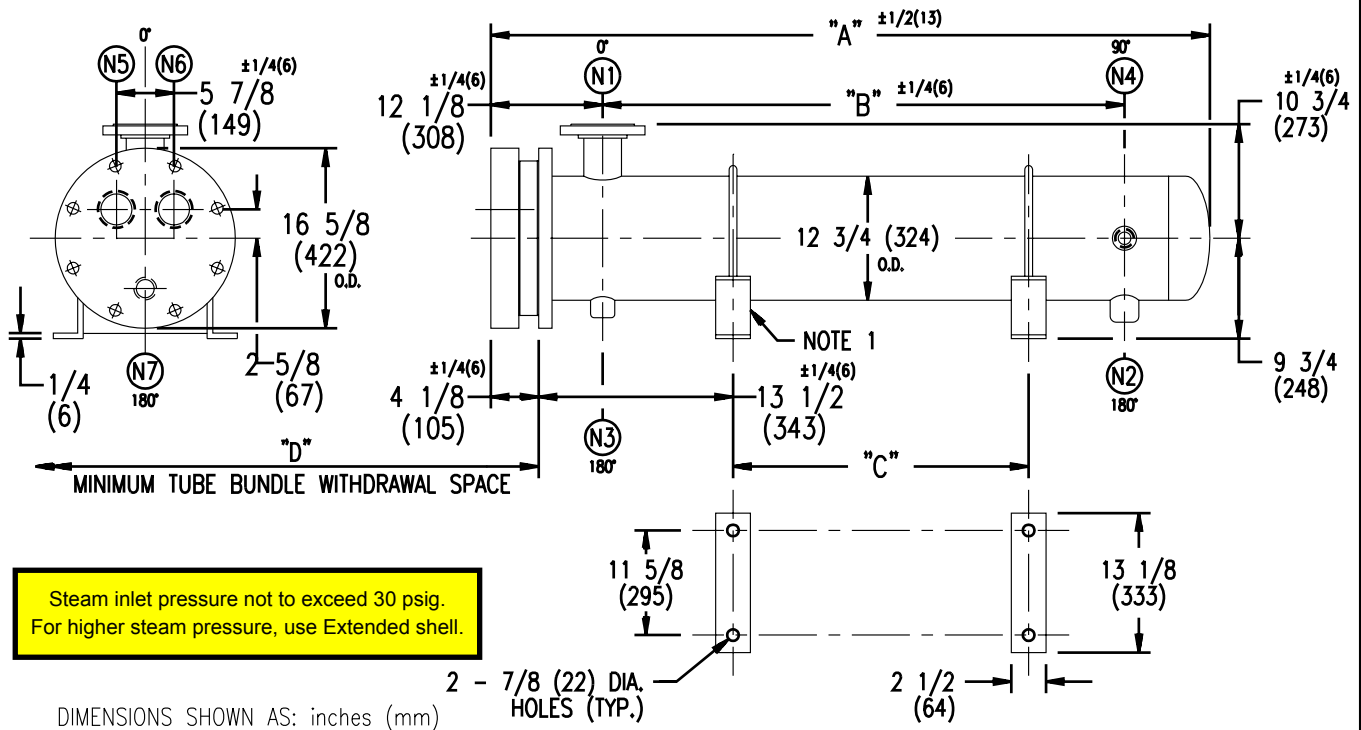 0°
N5 N6
±1/4(6)
5 7/8
(149)
16 5/8
(422)
O.D.
1/4
(6)
N7
180°
2 5/8
(67)
"A" ±1/2(13)
±1/4(6)
12 1/8
(308)
0°
N1
"B" ±1/4(6)
90°
N4
±1/4(6)
10 3/4
(273)
12 3/4 (324)
O.D.
NOTE 1
9 3/4
(248)
±1/4(6)
4 1/8
(105)
±1/4(6)
13 1/2
(343)
N3
180°
N2
180°
"C"
"D"
MINIMUM TUBE BUNDLE WITHDRAWAL SPACE
11 5/8
(295)
13 1/8
(333)
2 - 7/8 (22) DIA.
HOLES (TYP.)
2 1/2
(64)
Steam inlet pressure not to exceed 30 psig.
For higher steam pressure, use Extended shell.
DIMENSIONS SHOWN AS: inches (mm)